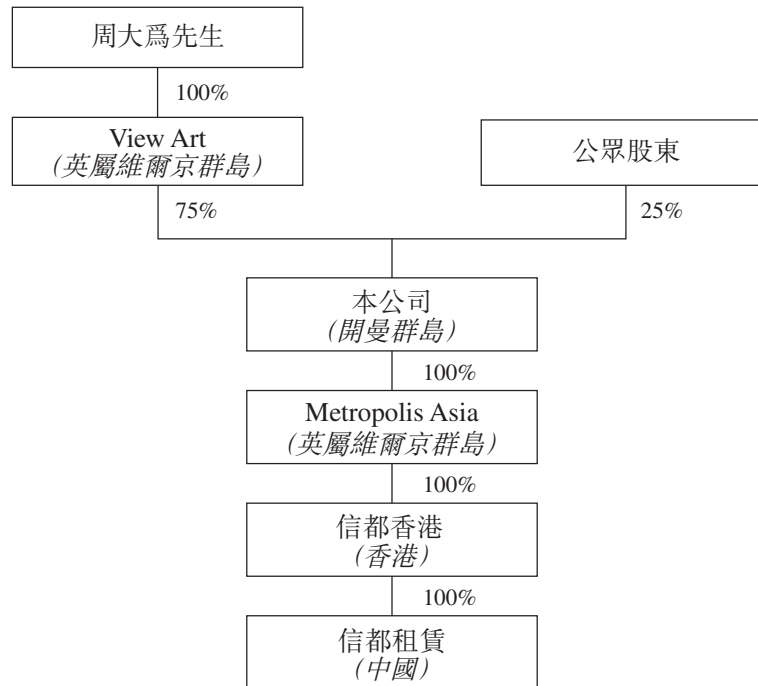 周大爲先生
100%
View Art
(英屬維爾京群島)
公眾股東
75%
25%
本公司
(開曼群島)
100%
Metropolis Asia
(英屬維爾京群島)
100%
信都香港
(香港)
100%
信都租賃
(中國)